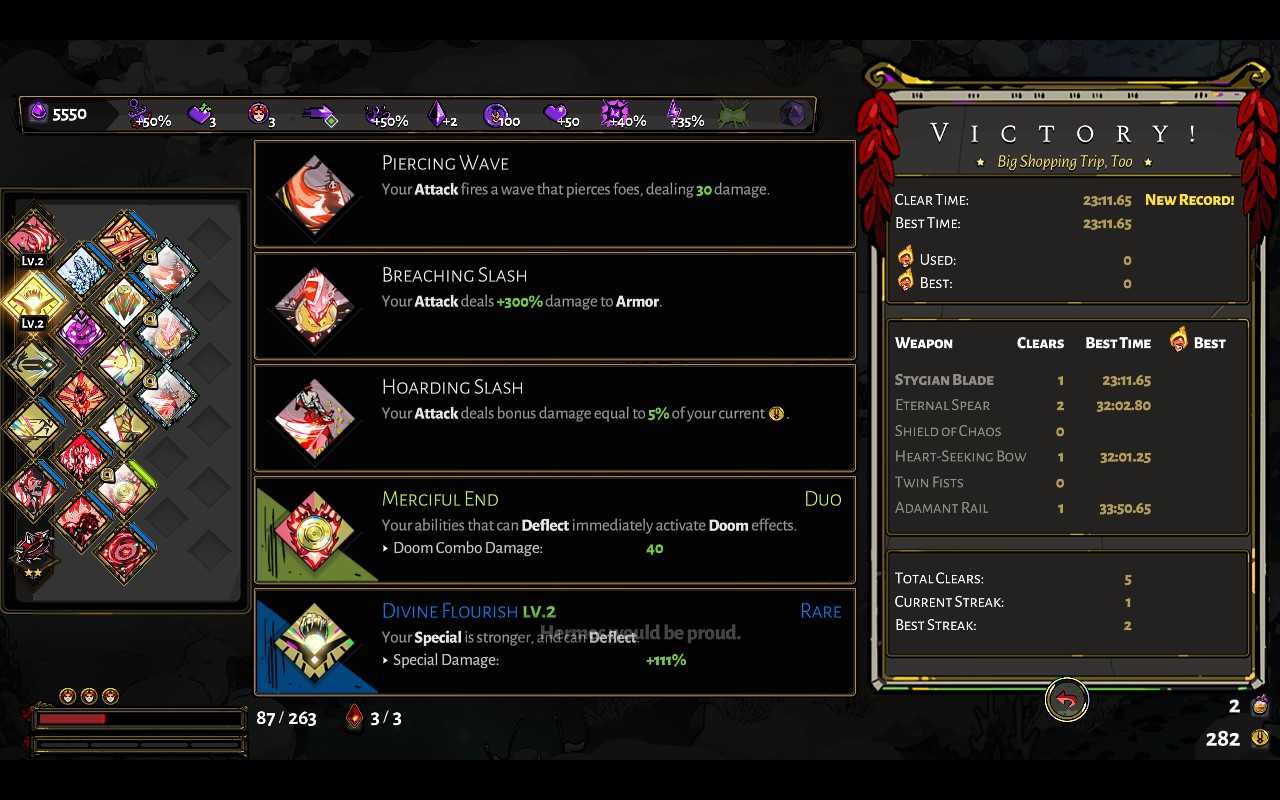 5550 +50% 3 3 +50% +2 100 +50 +40% +35%
Lv.2
Lv.2
PIERCING WAVE
Your Attack fires a wave that pierces foes, dealing 30 damage.
BREACHING SLASH
Your Attack deals +300% damage to Armor.
HOARDING SLASH
Your Attack deals bonus damage equal to 5% of your current .
MERCIFUL END DUO
Your abilities that can Deflect immediately activate Doom effects.
Doom Combo Damage: 40
DIVINE FLOURISH LV.2 RARE
Your Special is stronger, and can Deflect.
Hermes would be proud.
Special Damage: +111%
87 / 263 3 / 3
VICTORY!
Big Shopping Trip, Too
CLEAR TIME: 23:11.65 NEW RECORD!
BEST TIME: 23:11.65
USED: 0
BEST: 0
WEAPON CLEARS BEST TIME BEST
STYGIAN BLADE 1 23:11.65
ETERNAL SPEAR 2 32:02.80
SHIELD OF CHAOS 0
HEART-SEEKING BOW 1 32:01.25
TWIN FISTS 0
ADAMANT RAIL 1 33:50.65
TOTAL CLEARS: 5
CURRENT STREAK: 1
BEST STREAK: 2
2
282